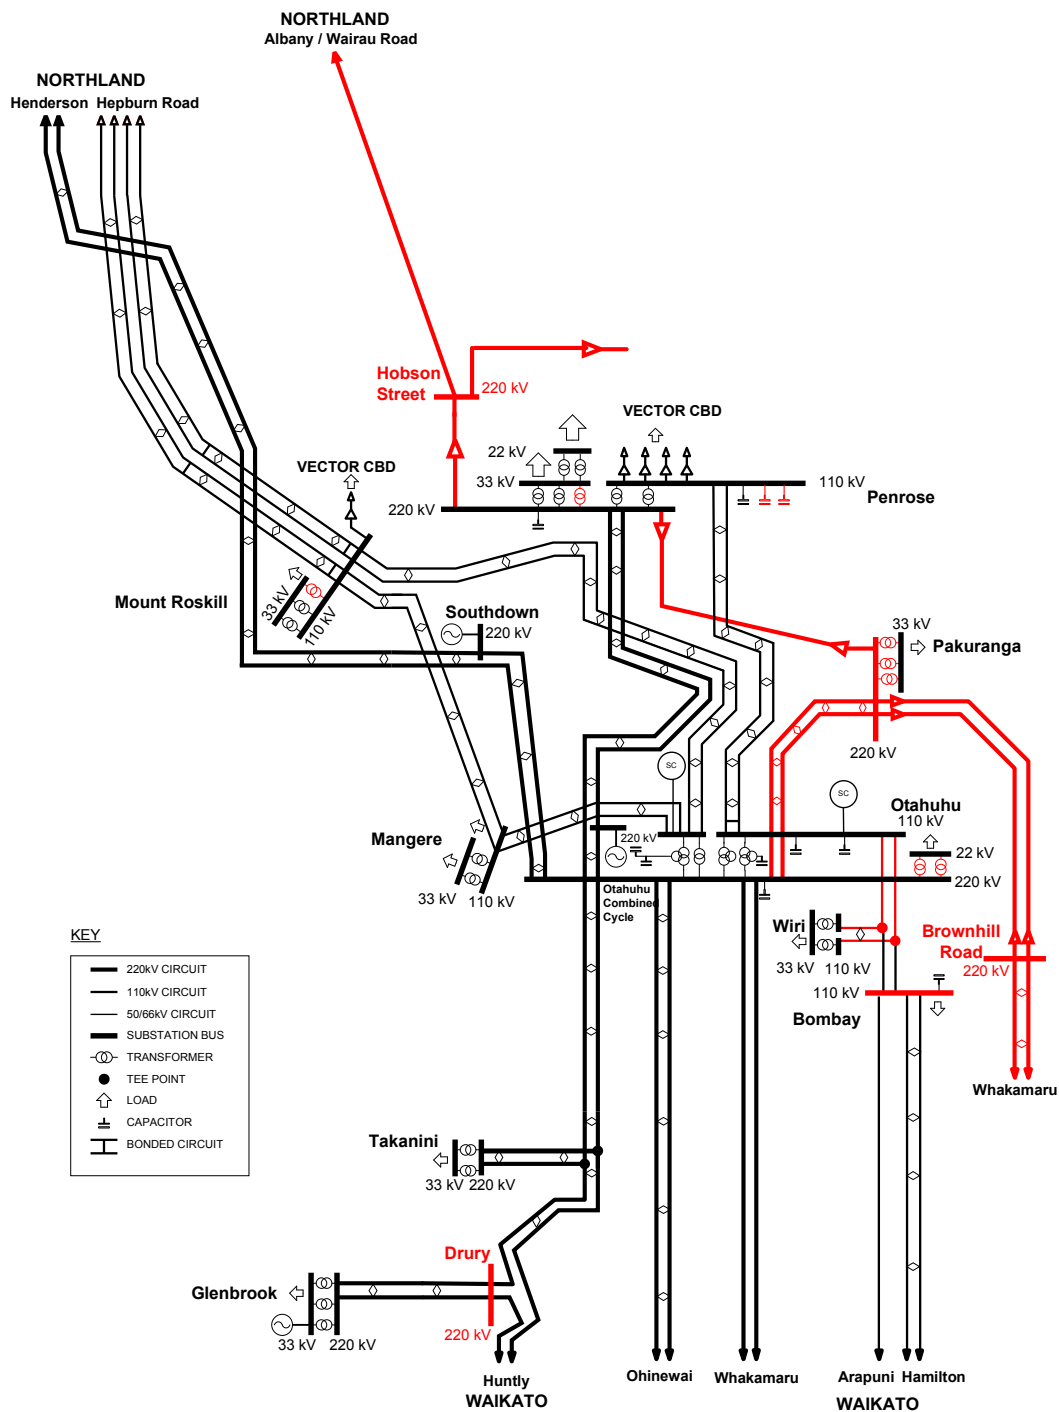 NORTHLAND
Albany / Wairau Road
NORTHLAND
Henderson Hepburn Road
Hobson
Street
220 kV
VECTOR CBD
22 kV
VECTOR CBD
33 kV
110 kV
Penrose
220 kV
Mount Roskill
33 kV
110 kV
Southdown
220 kV
33 kV
Pakuranga
220 kV
SC
SC
Otahuhu
110 kV
Mangere
220 kV
22 kV
220 kV
33 kV
110 kV
Otahuhu
Combined
Cycle
Wiri
33 kV
110 kV
Brownhill
Road
220 kV
110 kV
Bombay
KEY
220kV CIRCUIT
110kV CIRCUIT
50/66kV CIRCUIT
SUBSTATION BUS
TRANSFORMER
TEE POINT
LOAD
CAPACITOR
BONDED CIRCUIT
Whakamaru
Takanini
33 kV
220 kV
Drury
Glenbrook
220 kV
33 kV
220 kV
Huntly
WAIKATO
Ohinewai
Whakamaru
Arapuni Hamilton
WAIKATO